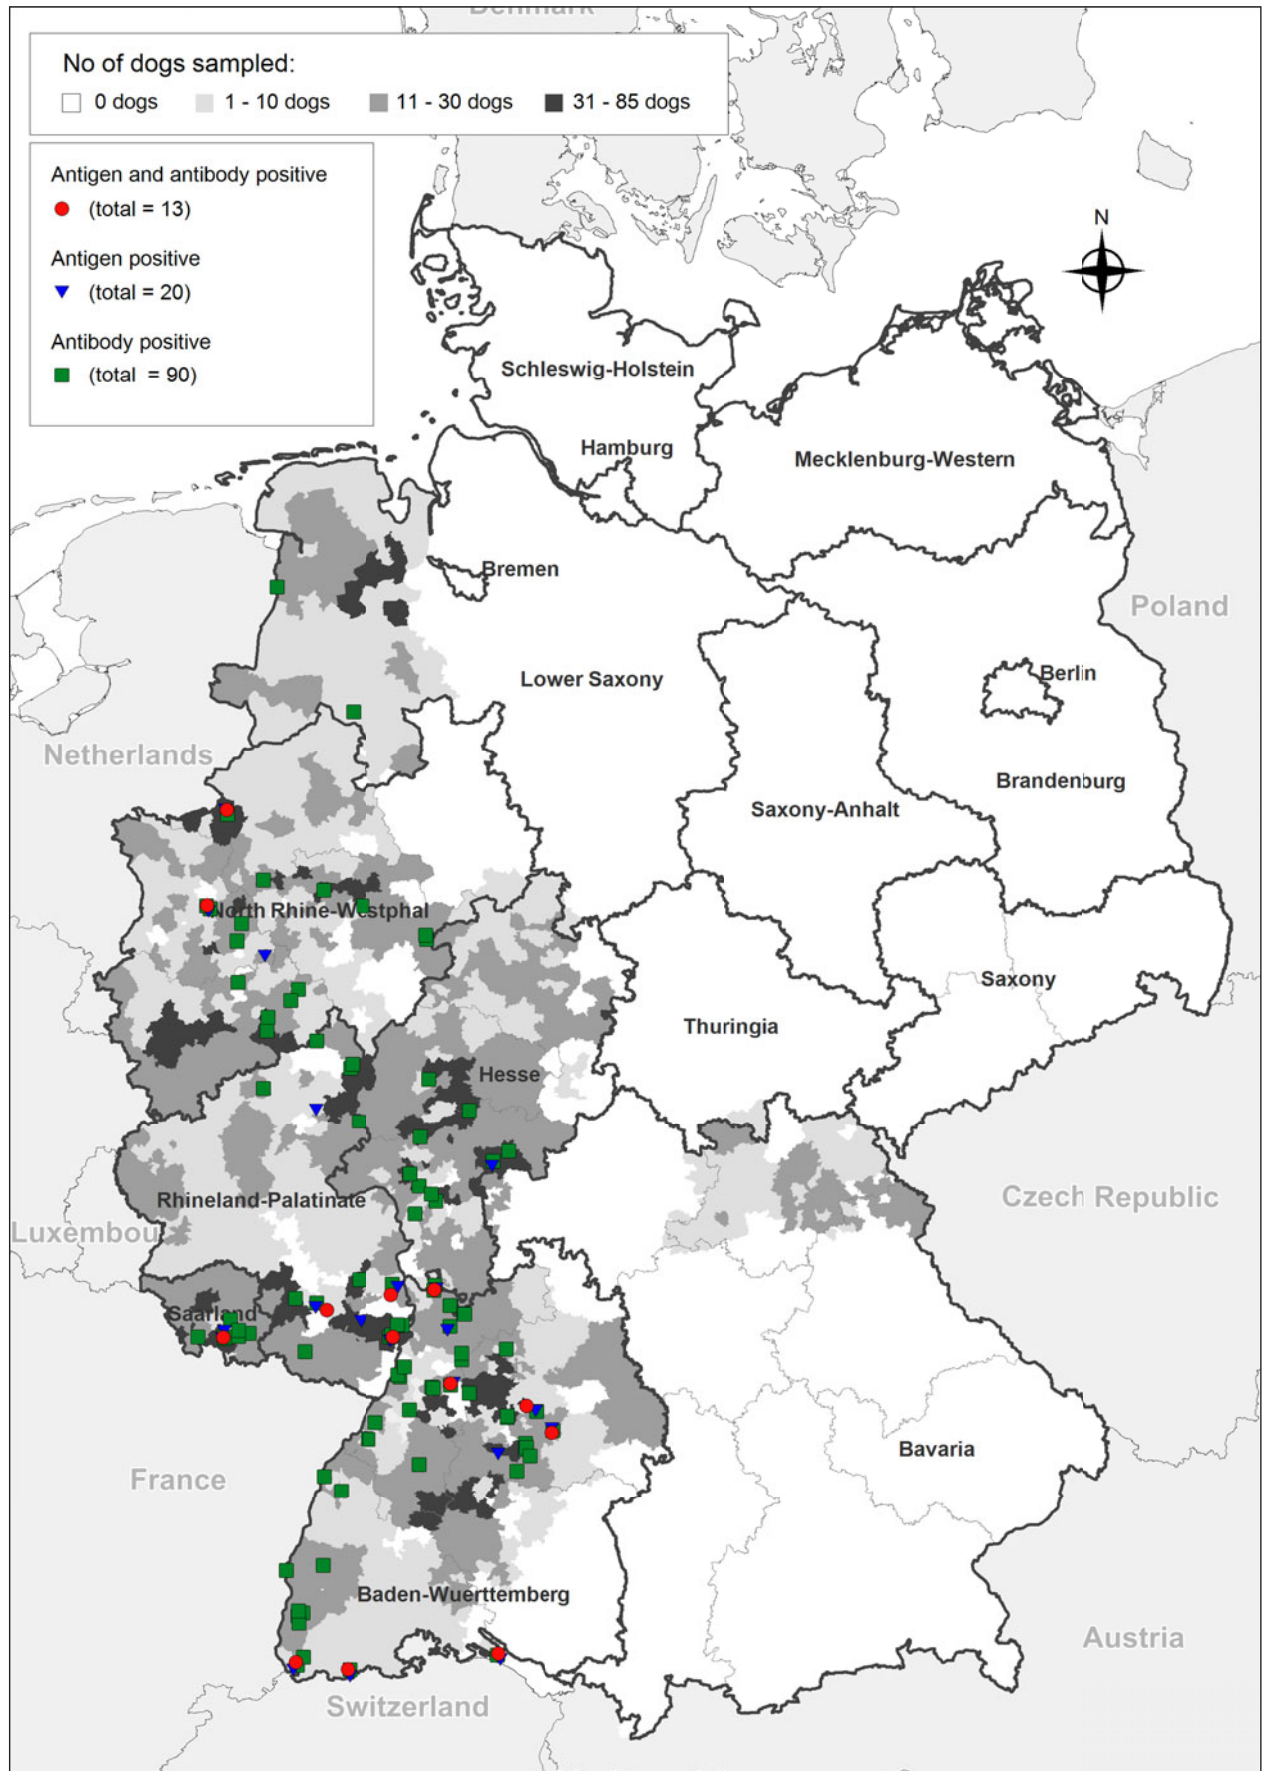 Denmark
No of dogs sampled:
0 dogs 1 - 10 dogs 11 - 30 dogs 31 - 85 dogs
Antigen and antibody positive
(total = 13)
Antigen positive
(total = 20)
Antibody positive
(total = 90)
N
Schleswig-Holstein
Hamburg
Mecklenburg-Western
Bremen
Poland
Lower Saxony
Berlin
Netherlands
Brandenburg
Saxony-Anhalt
North Rhine-Westphal
Saxony
Thuringia
Hesse
Rhineland-Palatinate
Czech Republic
Luxembou
Saarland
Bavaria
France
Baden-Wuerttemberg
Austria
Switzerland